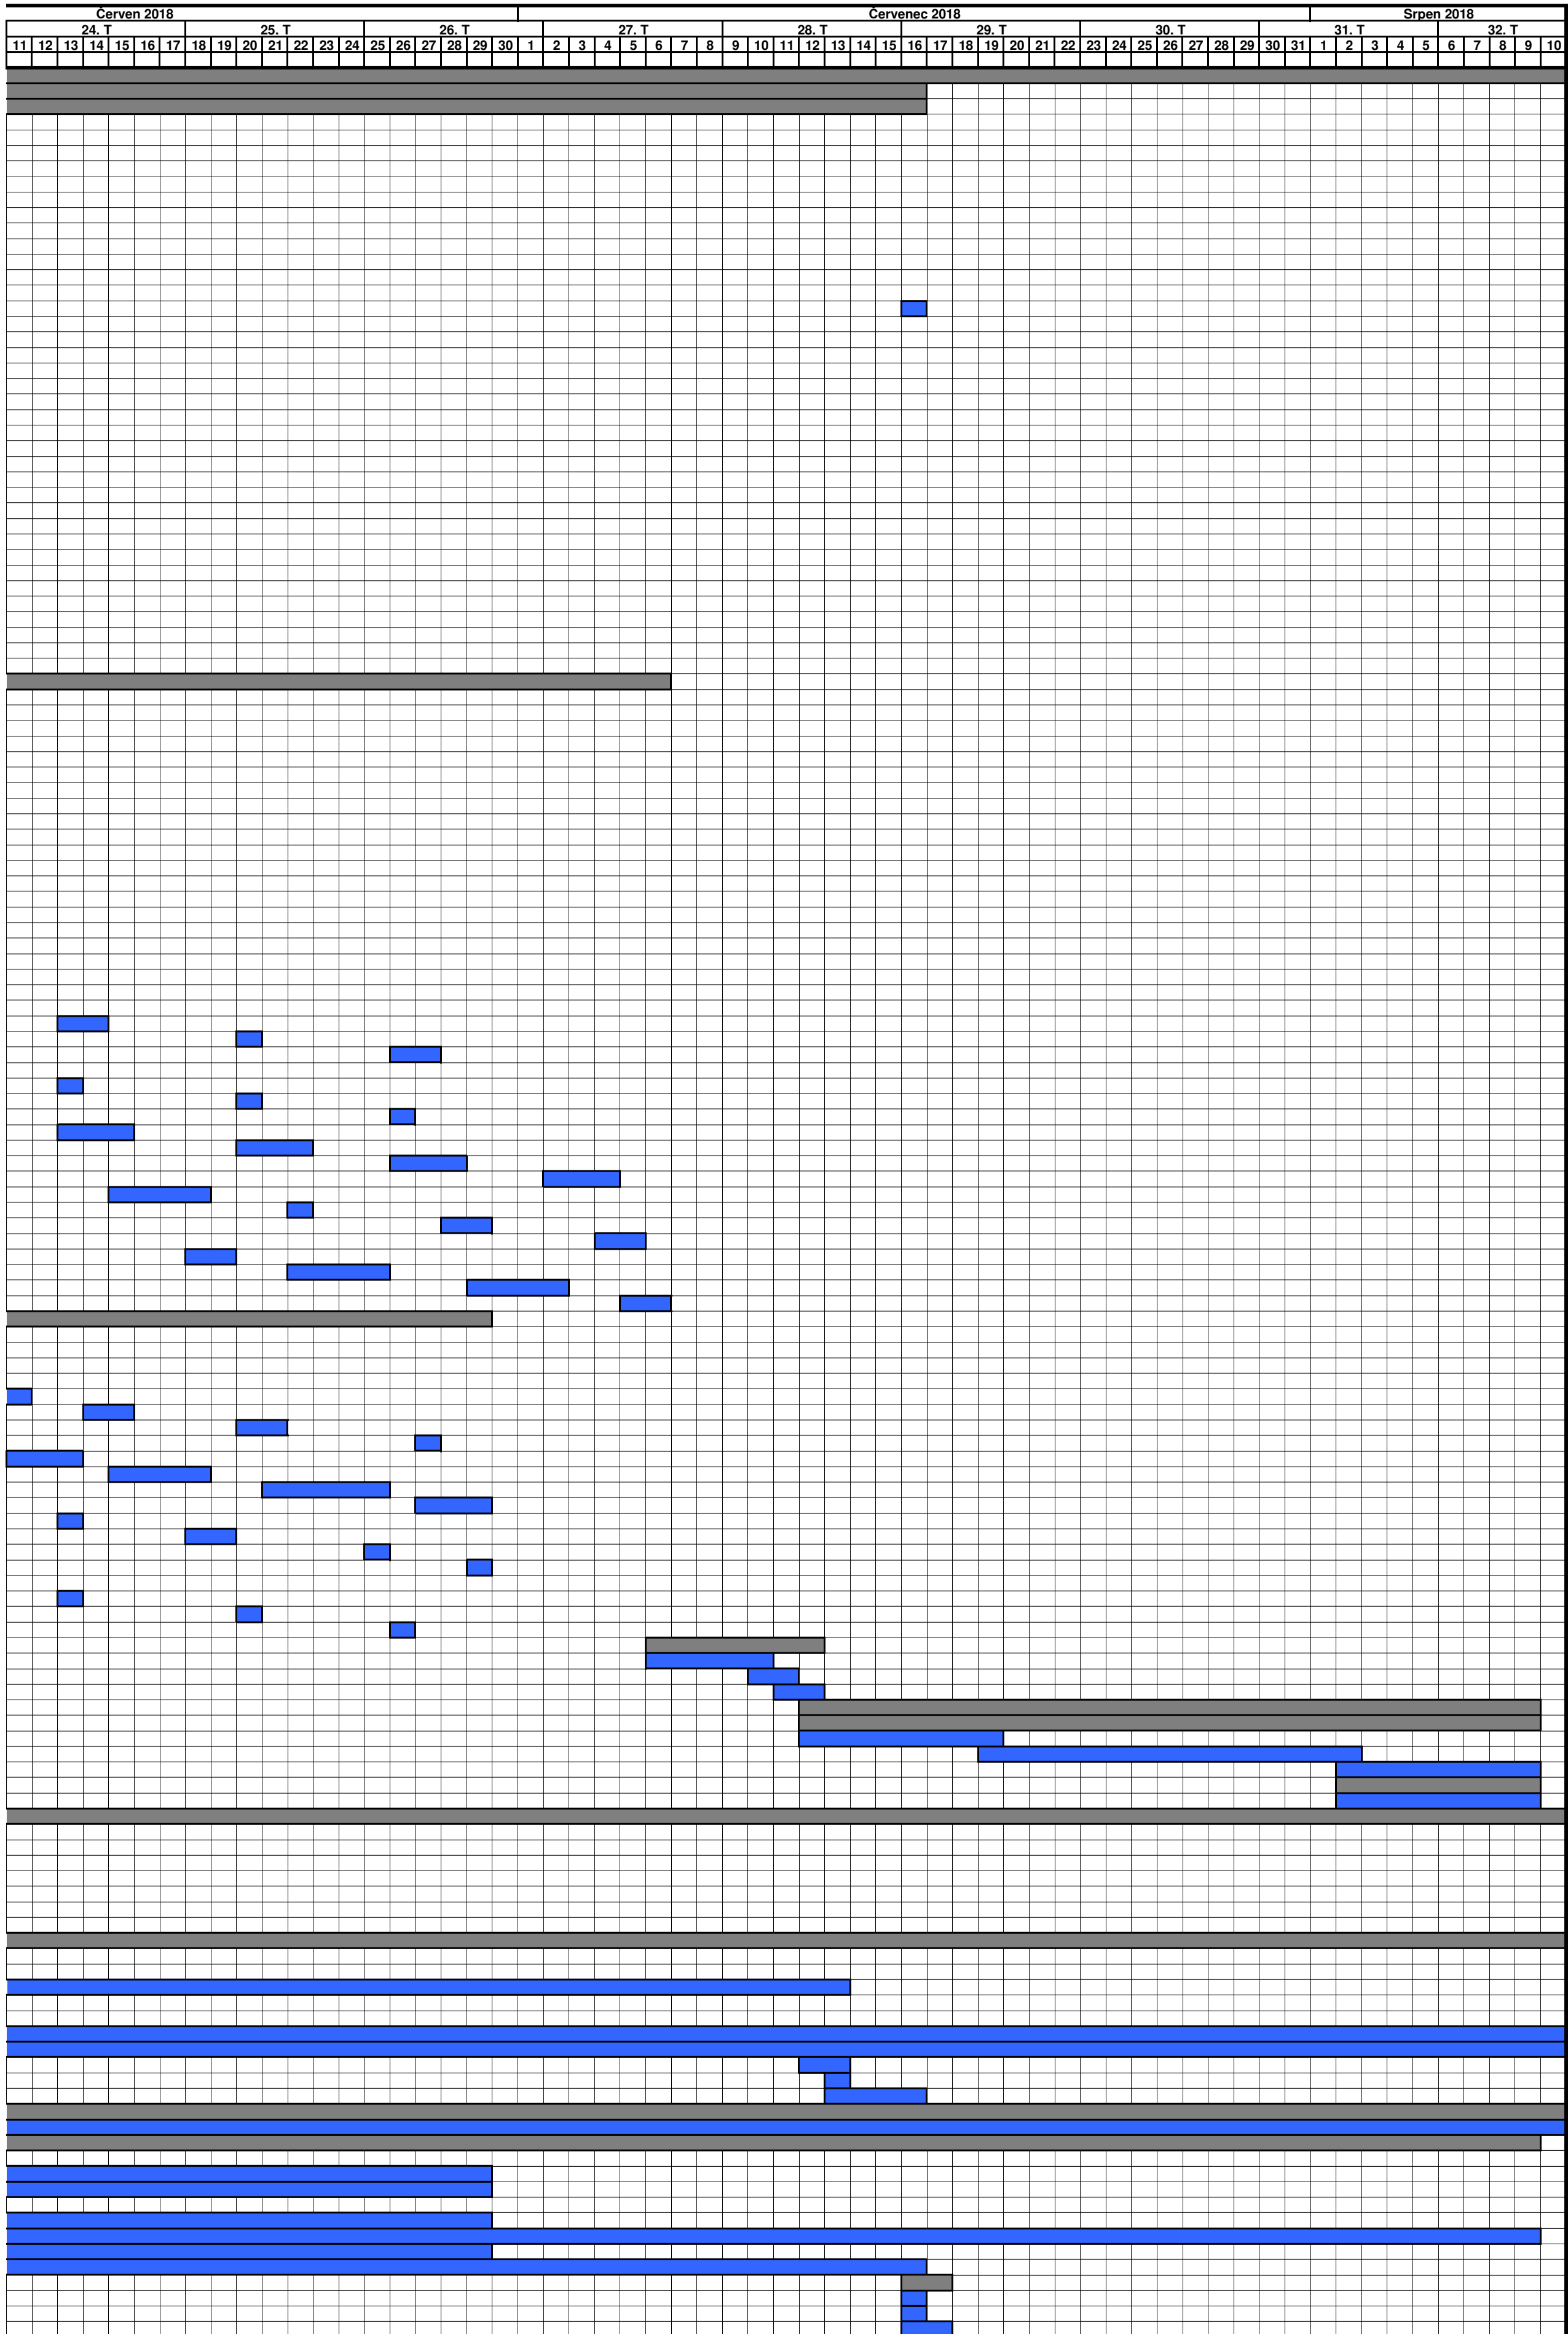 Červen 2018 Červenec 2018 Srpen 2018
24. T 25. T 26. T 27. T 28. T 29. T 30. T 31. T 32. T
11 12 13 14 15 16 17 18 19 20 21 22 23 24 25 26 27 28 29 30 1 2 3 4 5 6 7 8 9 10 11 12 13 14 15 16 17 18 19 20 21 22 23 24 25 26 27 28 29 30 31 1 2 3 4 5 6 7 8 9 10